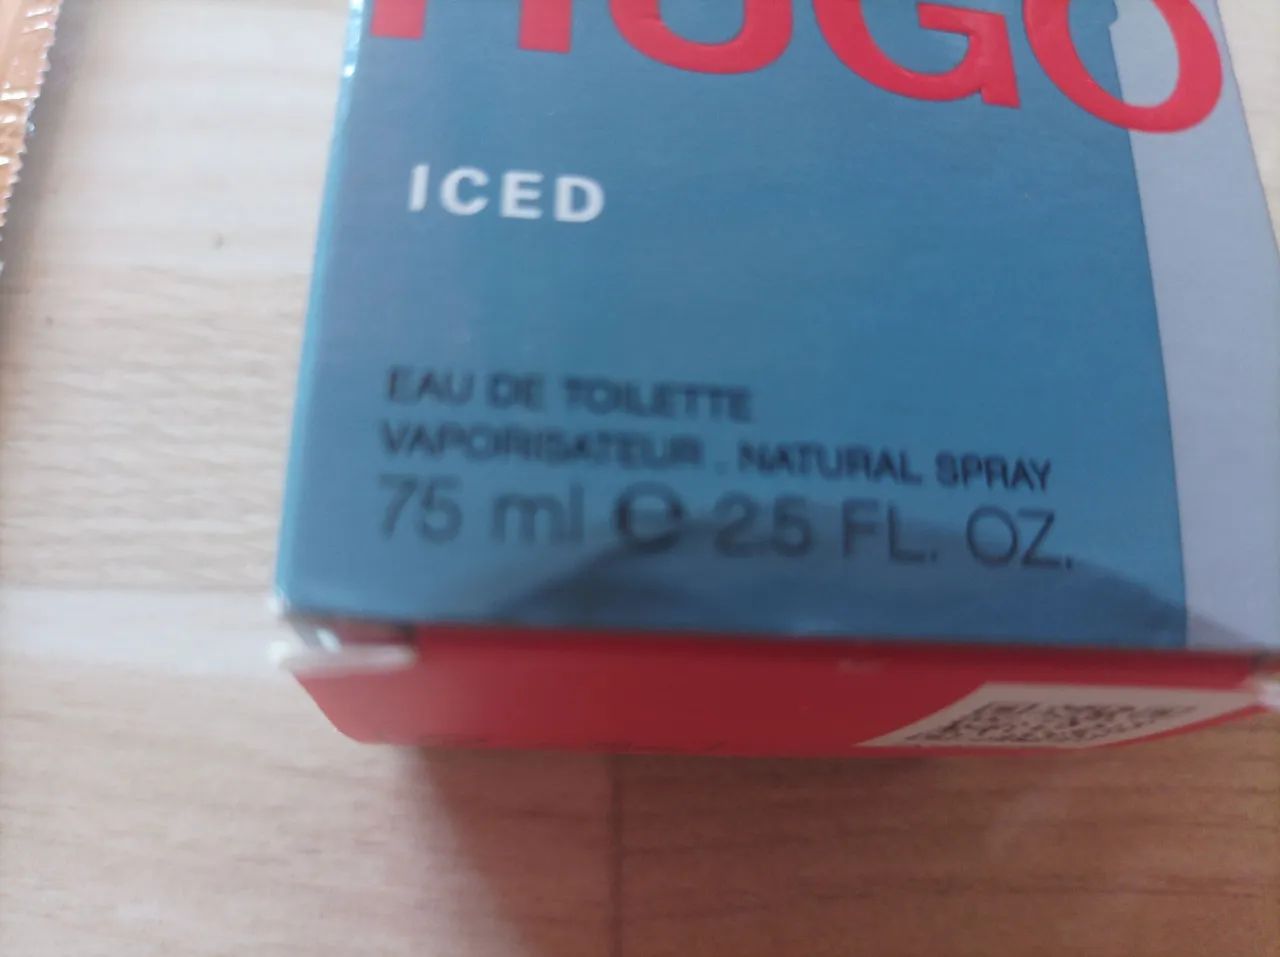 HUGO
ICED
EAU DE TOILETTE
VAPORISATEUR . NATURAL SPRAY
75 ml ℮ 2.5 FL. OZ.